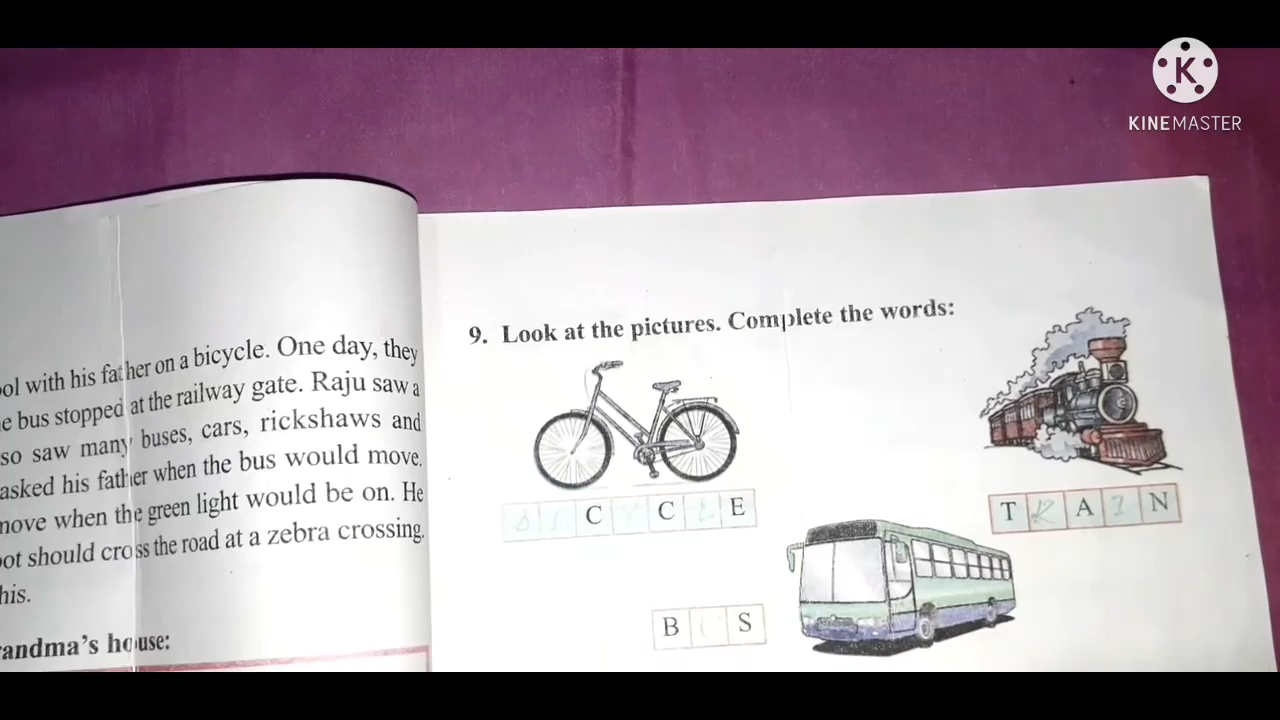 KINEMASTER
ool with his father on a bicycle. One day, they
e bus stopped at the railway gate. Raju saw a
so saw many buses, cars, rickshaws and
asked his father when the bus would move.
move when the green light would be on. He
oot should cross the road at a zebra crossing.
his.
andma's house:
9. Look at the pictures. Complete the words:
C C E
T R A I N
B S